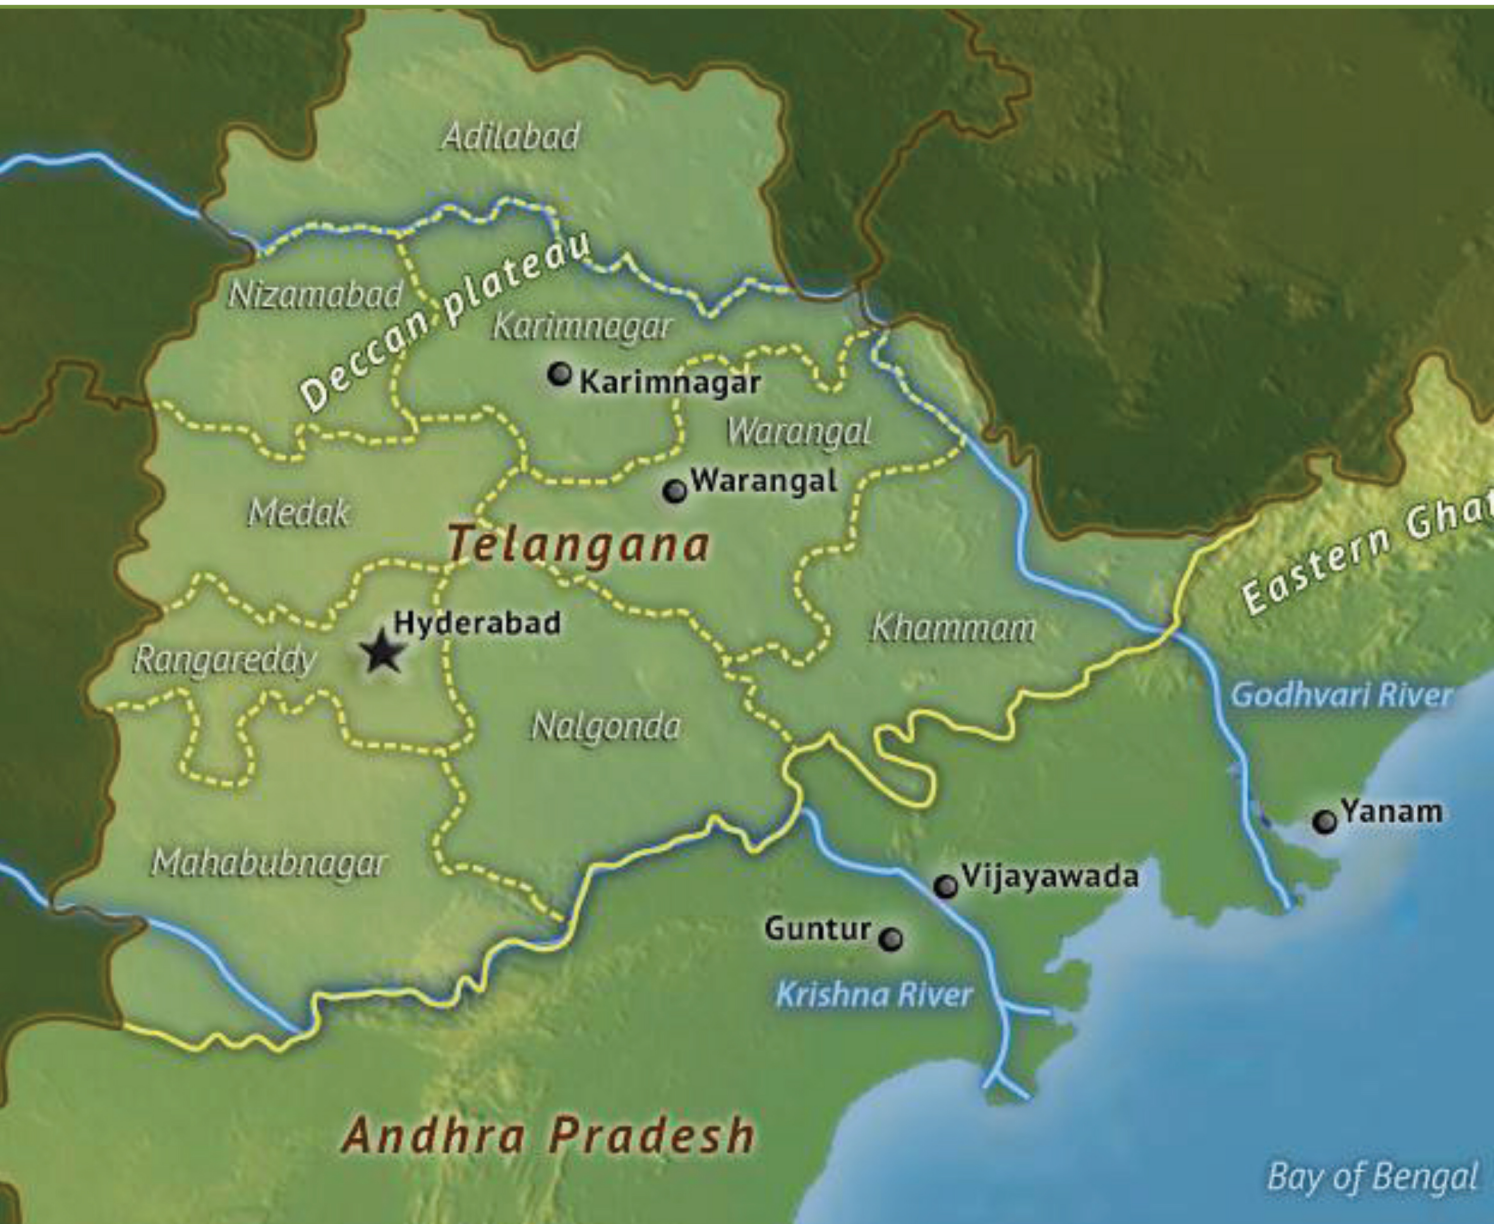 Adilabad
Nizamabad
Deccan plateau
Karimnagar
Karimnagar
Warangal
Warangal
Medak
Telangana
Eastern Ghat
Hyderabad
Rangareddy
Khammam
Nalgonda
Godhvari River
Yanam
Mahabubnagar
Vijayawada
Guntur
Krishna River
Andhra Pradesh
Bay of Bengal